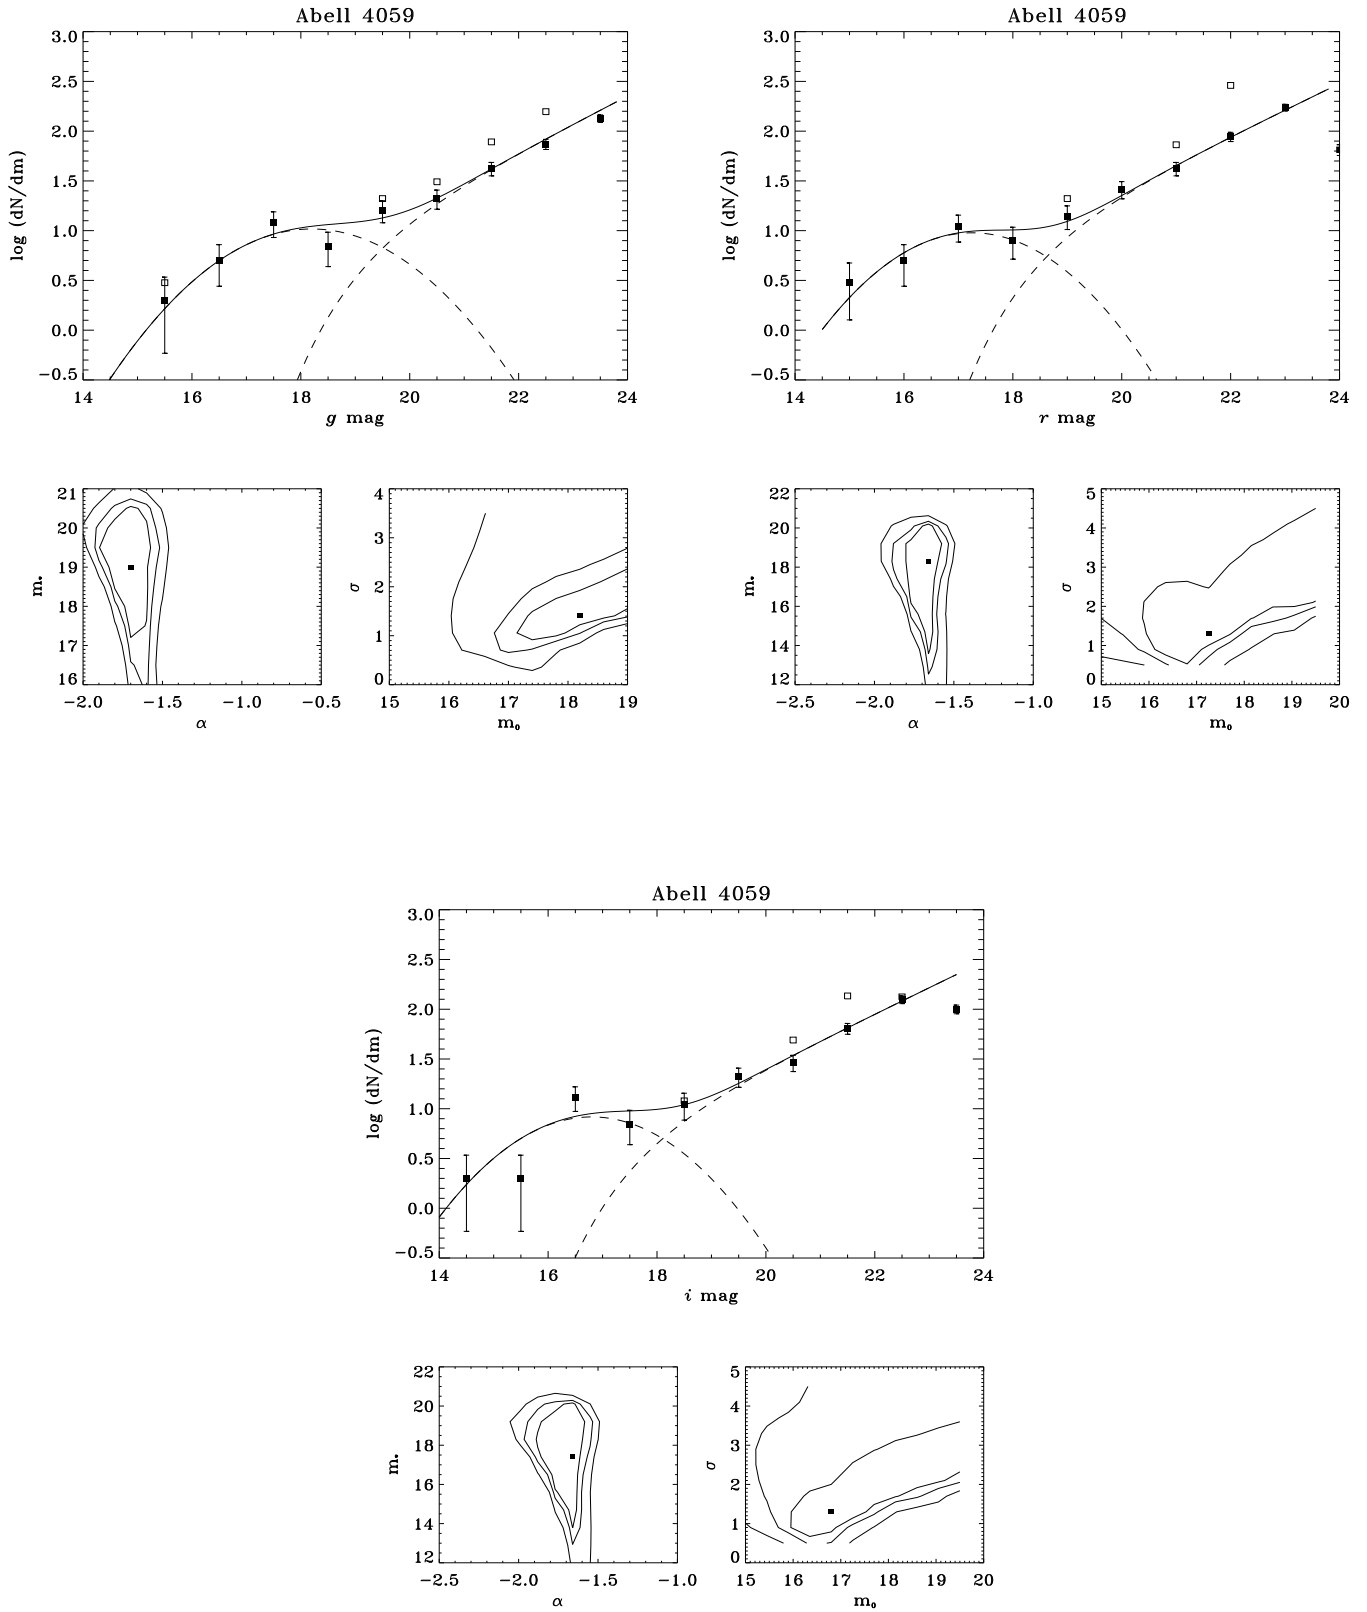 Abell 4059
3.0
2.5
2.0
1.5
1.0
0.5
0.0
−0.5
log (dN/dm)
14 16 18 20 22 24
g mag
Abell 4059
3.0
2.5
2.0
1.5
1.0
0.5
0.0
−0.5
log (dN/dm)
14 16 18 20 22 24
r mag
21
20
19
18
17
16
m*
−2.0 −1.5 −1.0 −0.5
α
4
3
2
1
0
σ
15 16 17 18 19
m₀
22
20
18
16
14
12
m*
−2.5 −2.0 −1.5 −1.0
α
5
4
3
2
1
0
σ
15 16 17 18 19 20
m₀
Abell 4059
3.0
2.5
2.0
1.5
1.0
0.5
0.0
−0.5
log (dN/dm)
14 16 18 20 22 24
i mag
22
20
18
16
14
12
m*
−2.5 −2.0 −1.5 −1.0
α
5
4
3
2
1
0
σ
15 16 17 18 19 20
m₀